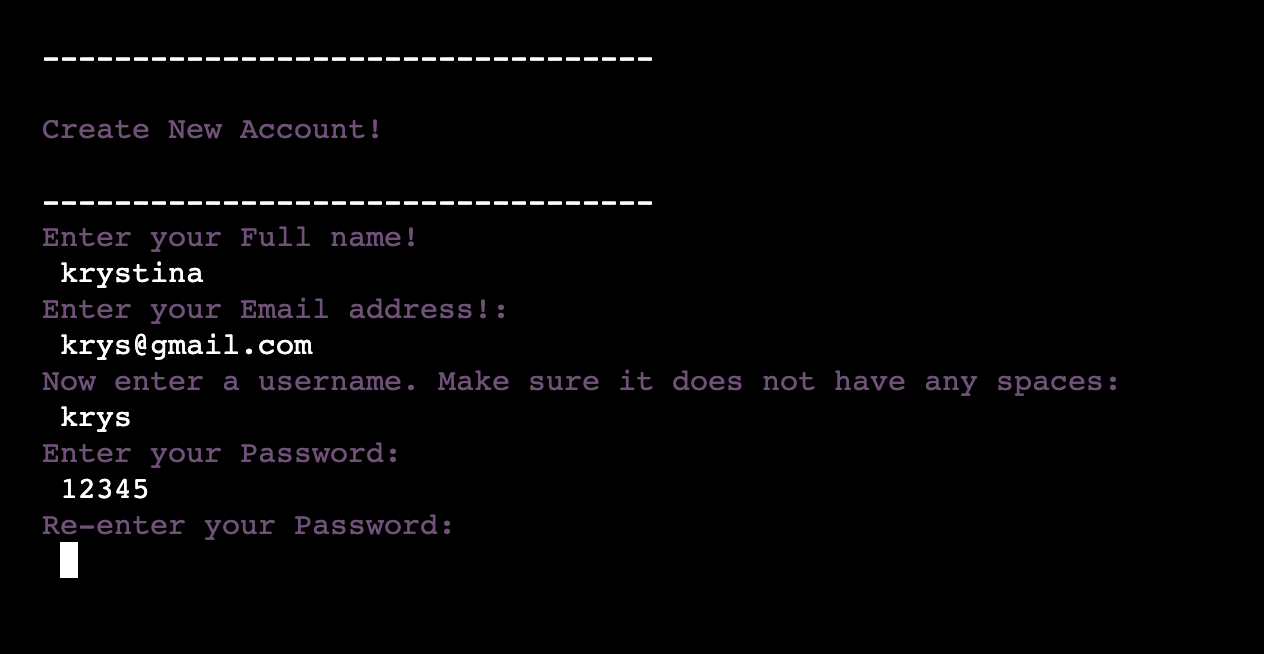 ----------------------------------
Create New Account!
----------------------------------
Enter your Full name!
krystina
Enter your Email address!:
krys@gmail.com
Now enter a username. Make sure it does not have any spaces:
krys
Enter your Password:
12345
Re-enter your Password: